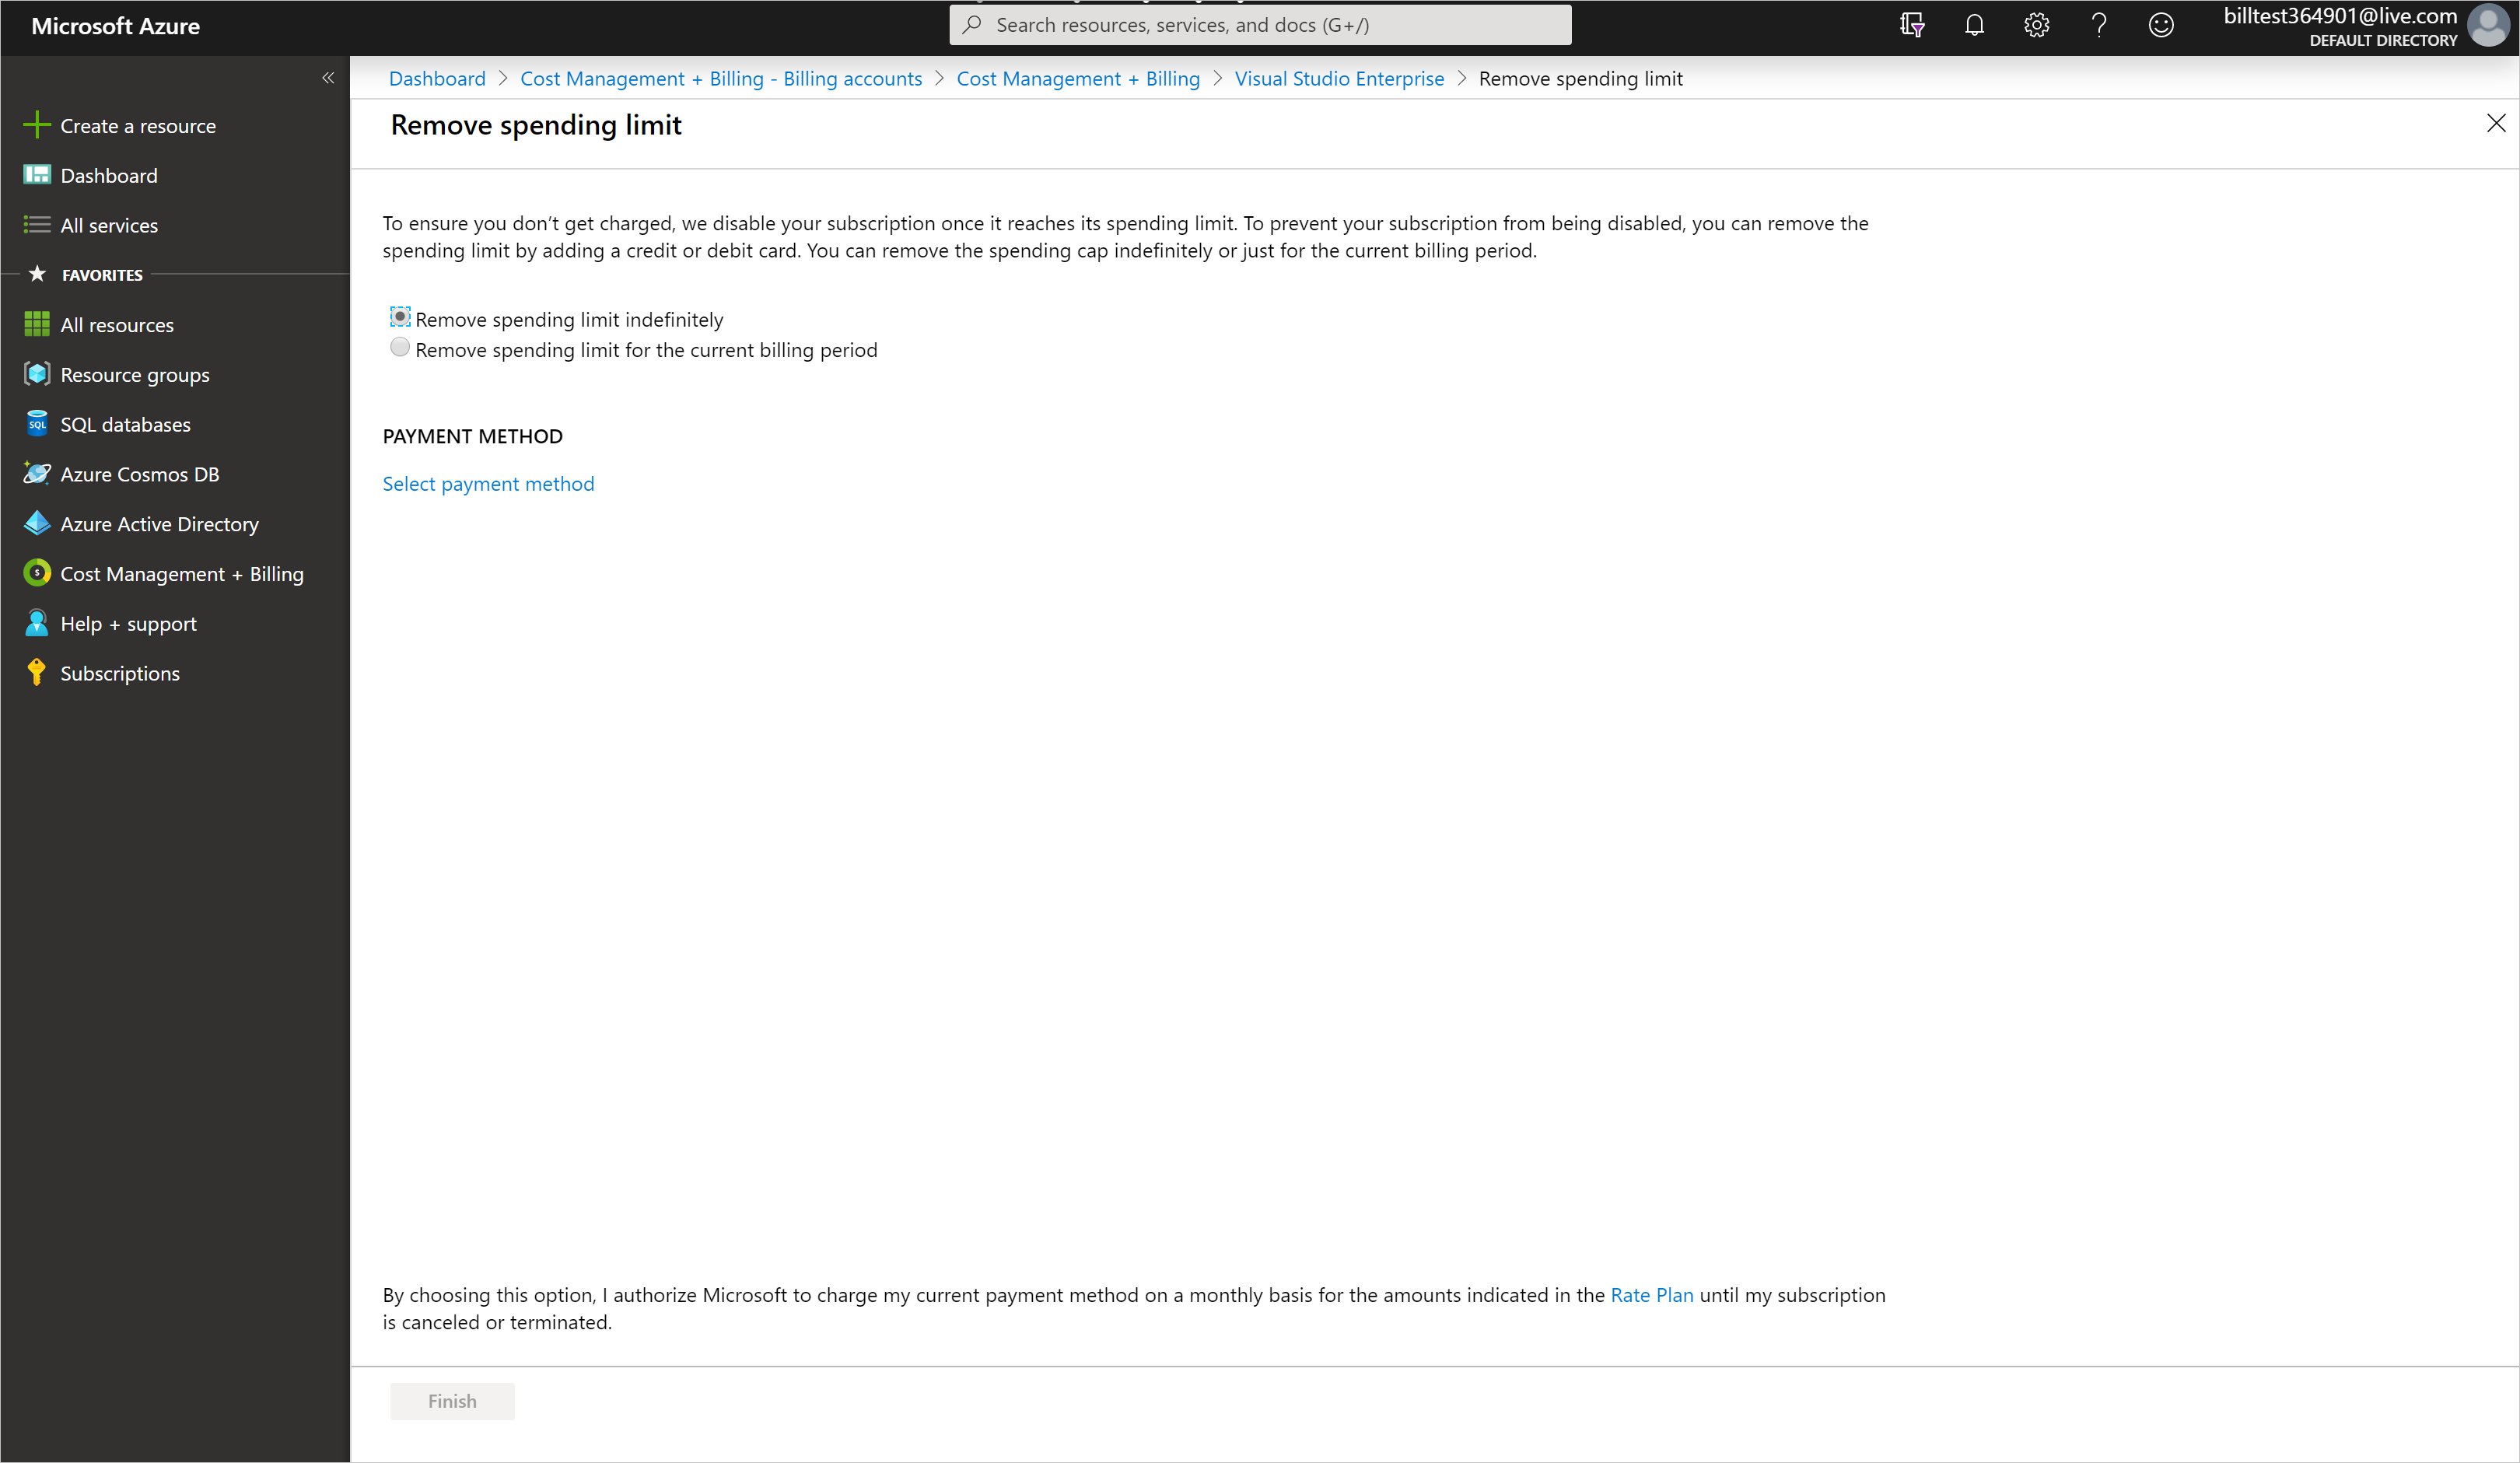 Microsoft Azure
Search resources, services, and docs (G+/)
billtest364901@live.com
DEFAULT DIRECTORY
Dashboard > Cost Management + Billing - Billing accounts > Cost Management + Billing > Visual Studio Enterprise > Remove spending limit
Create a resource
Dashboard
All services
FAVORITES
All resources
Resource groups
SQL databases
Azure Cosmos DB
Azure Active Directory
Cost Management + Billing
Help + support
Subscriptions
Remove spending limit
To ensure you don’t get charged, we disable your subscription once it reaches its spending limit. To prevent your subscription from being disabled, you can remove the
spending limit by adding a credit or debit card. You can remove the spending cap indefinitely or just for the current billing period.
Remove spending limit indefinitely
Remove spending limit for the current billing period
PAYMENT METHOD
Select payment method
By choosing this option, I authorize Microsoft to charge my current payment method on a monthly basis for the amounts indicated in the Rate Plan until my subscription
is canceled or terminated.
Finish